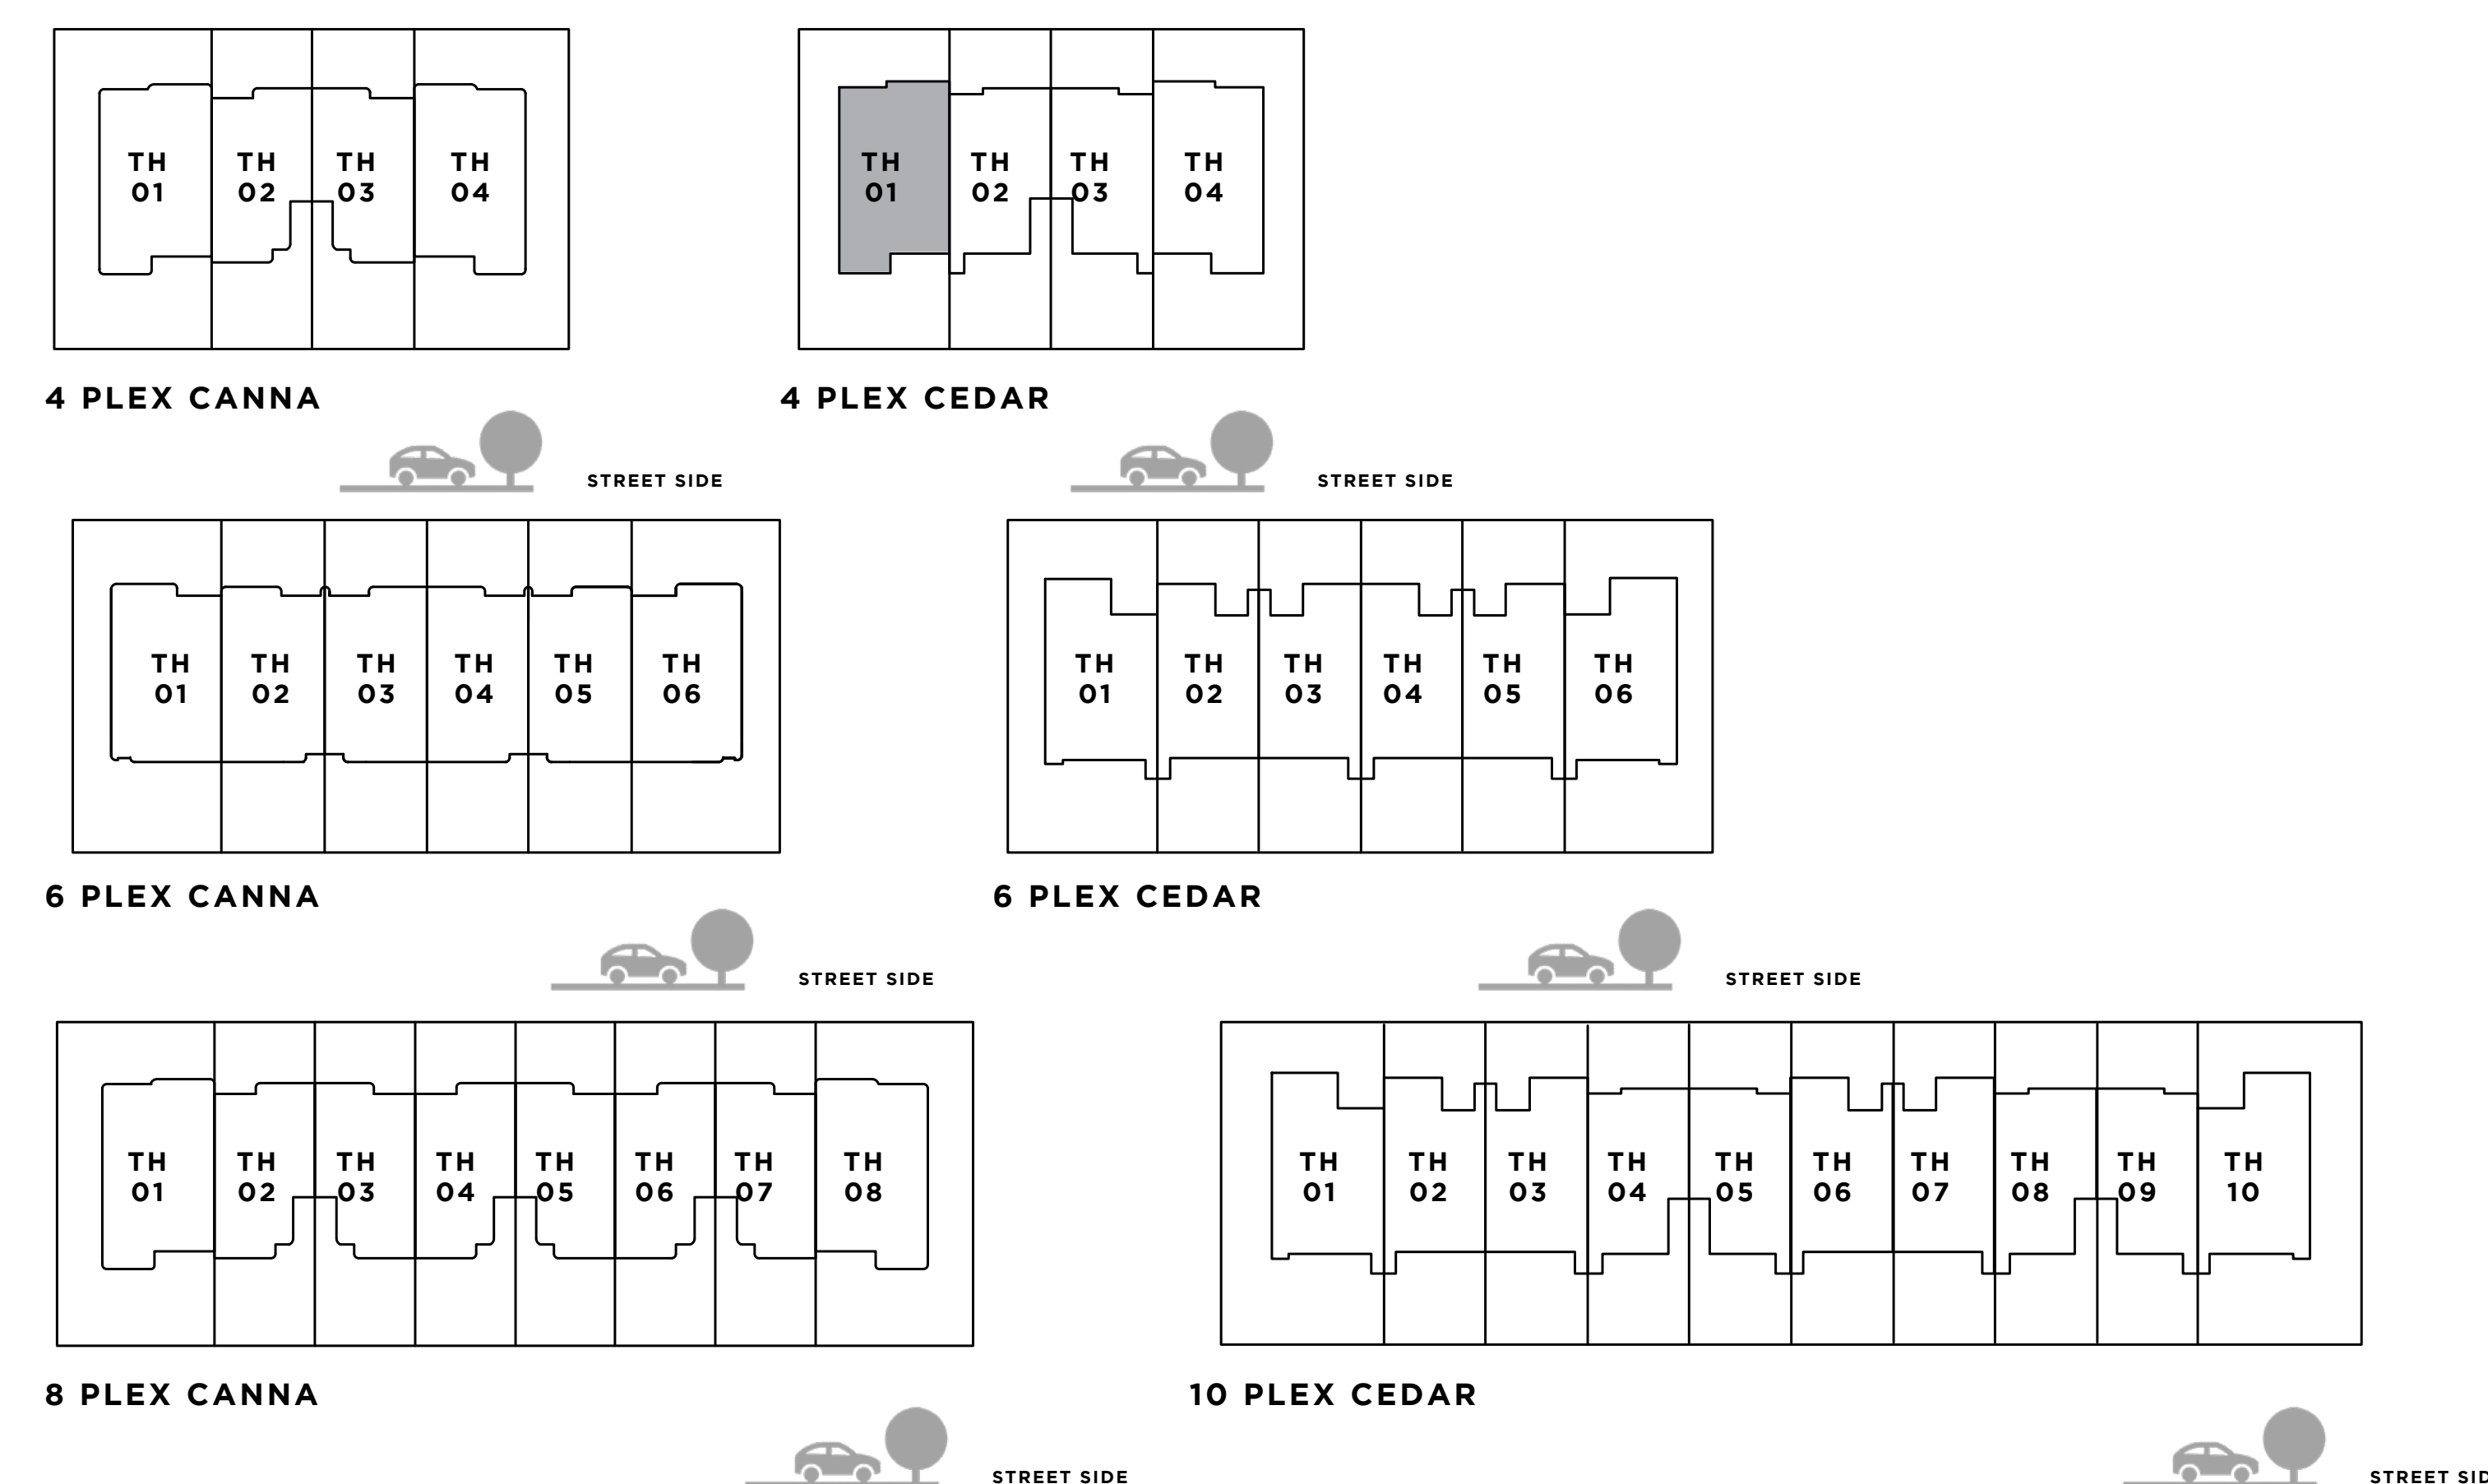 TH
01
TH
02
TH
03
TH
04
4 PLEX CANNA
STREET SIDE
TH
01
TH
02
TH
03
TH
04
4 PLEX CEDAR
STREET SIDE
TH
01
TH
02
TH
03
TH
04
TH
05
TH
06
6 PLEX CANNA
STREET SIDE
TH
01
TH
02
TH
03
TH
04
TH
05
TH
06
6 PLEX CEDAR
STREET SIDE
TH
01
TH
02
TH
03
TH
04
TH
05
TH
06
TH
07
TH
08
8 PLEX CANNA
STREET SIDE
TH
01
TH
02
TH
03
TH
04
TH
05
TH
06
TH
07
TH
08
TH
09
TH
10
10 PLEX CEDAR
STREET